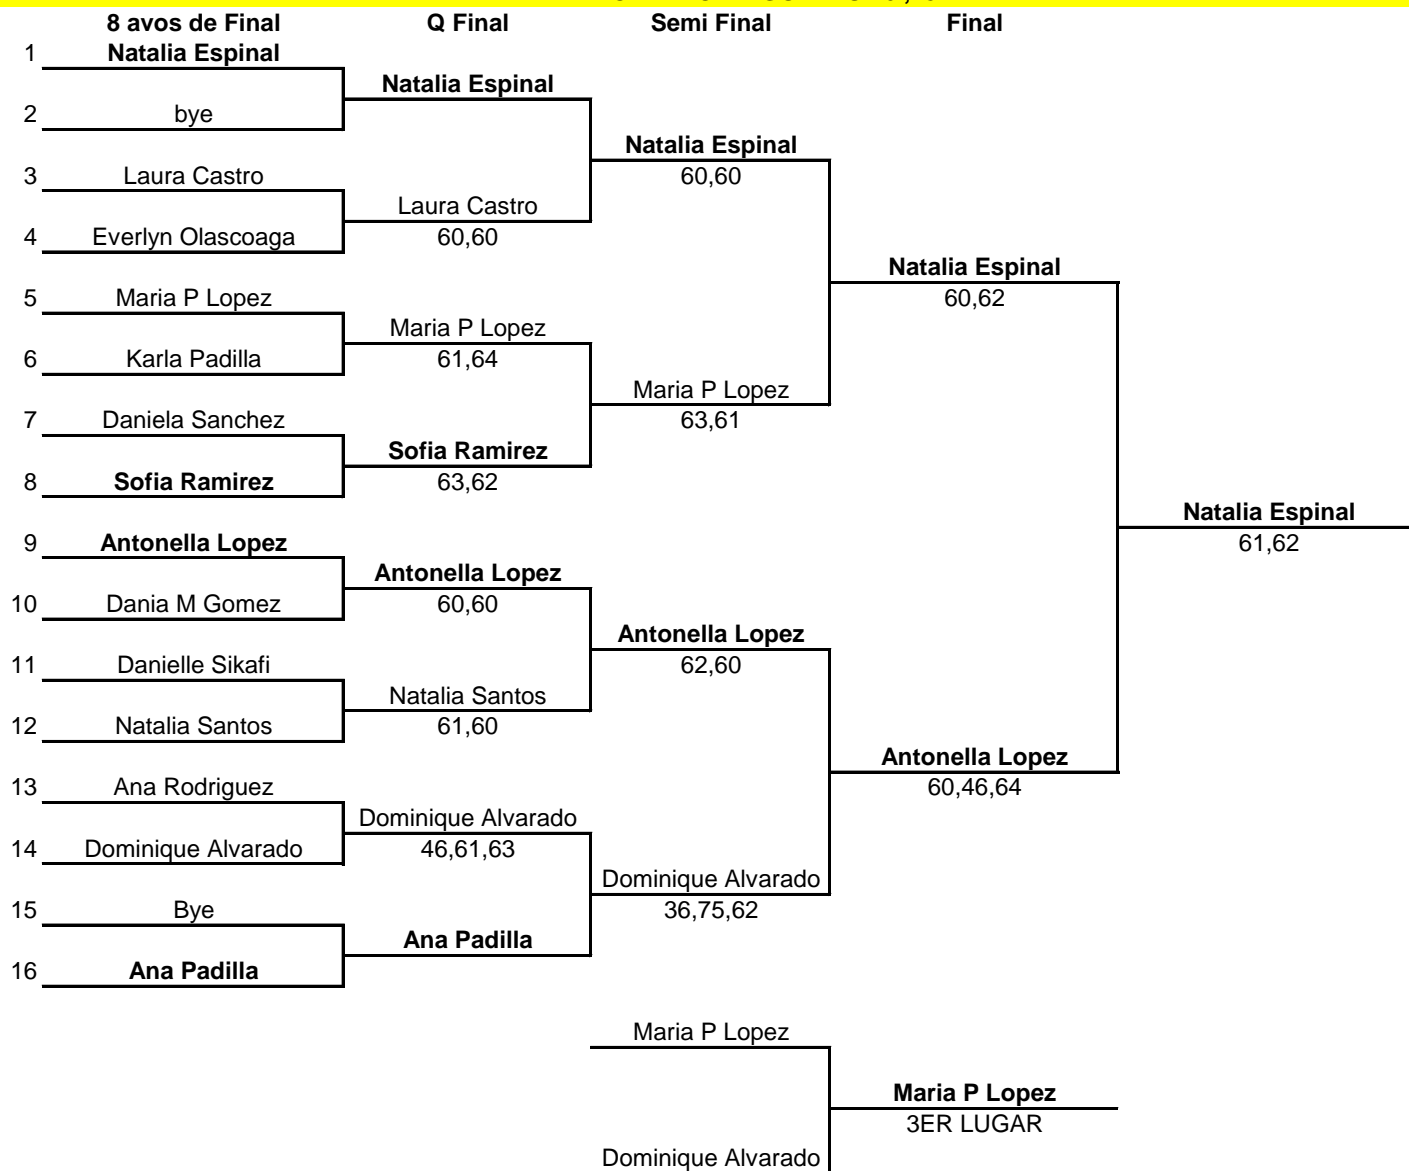 8 avos de Final Q Final Semi Final Final
1 Natalia Espinal
Natalia Espinal
2 bye
Natalia Espinal
3 Laura Castro 60,60
Laura Castro
4 Everlyn Olascoaga 60,60
Natalia Espinal
5 Maria P Lopez 60,62
Maria P Lopez
6 Karla Padilla 61,64
Maria P Lopez
7 Daniela Sanchez 63,61
Sofia Ramirez
8 Sofia Ramirez 63,62
Natalia Espinal
9 Antonella Lopez 61,62
Antonella Lopez
10 Dania M Gomez 60,60
Antonella Lopez
11 Danielle Sikafi 62,60
Natalia Santos
12 Natalia Santos 61,60
Antonella Lopez
13 Ana Rodriguez 60,46,64
Dominique Alvarado
14 Dominique Alvarado 46,61,63
Dominique Alvarado
15 Bye 36,75,62
Ana Padilla
16 Ana Padilla
Maria P Lopez
Maria P Lopez
3ER LUGAR
Dominique Alvarado